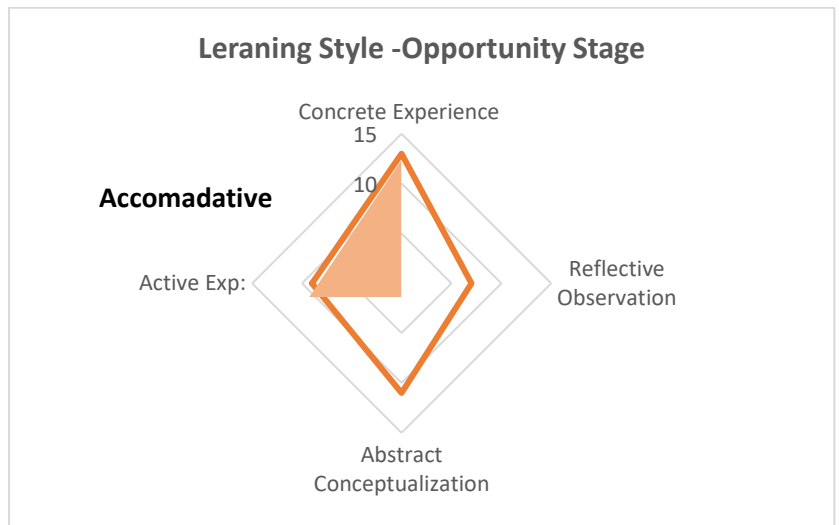 Leraning Style -Opportunity Stage
Concrete Experience
15
10
Accomadative
Active Exp:
Reflective
Observation
Abstract
Conceptualization